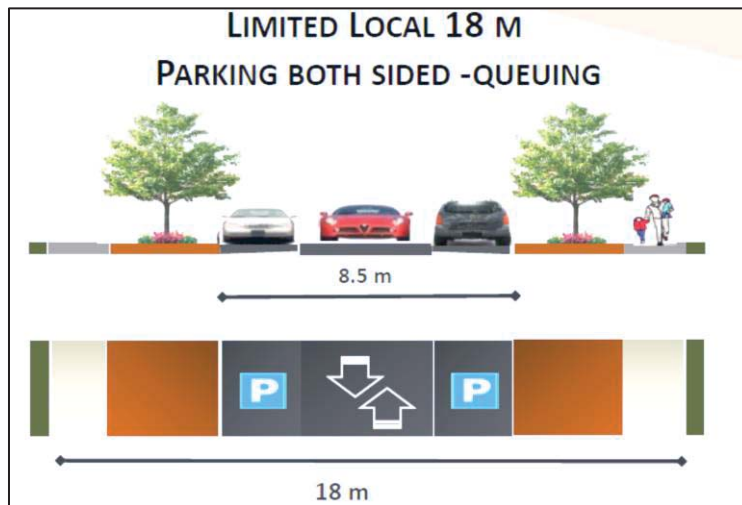 LIMITED LOCAL 18 M
PARKING BOTH SIDED -QUEUING
8.5 m
P P
18 m